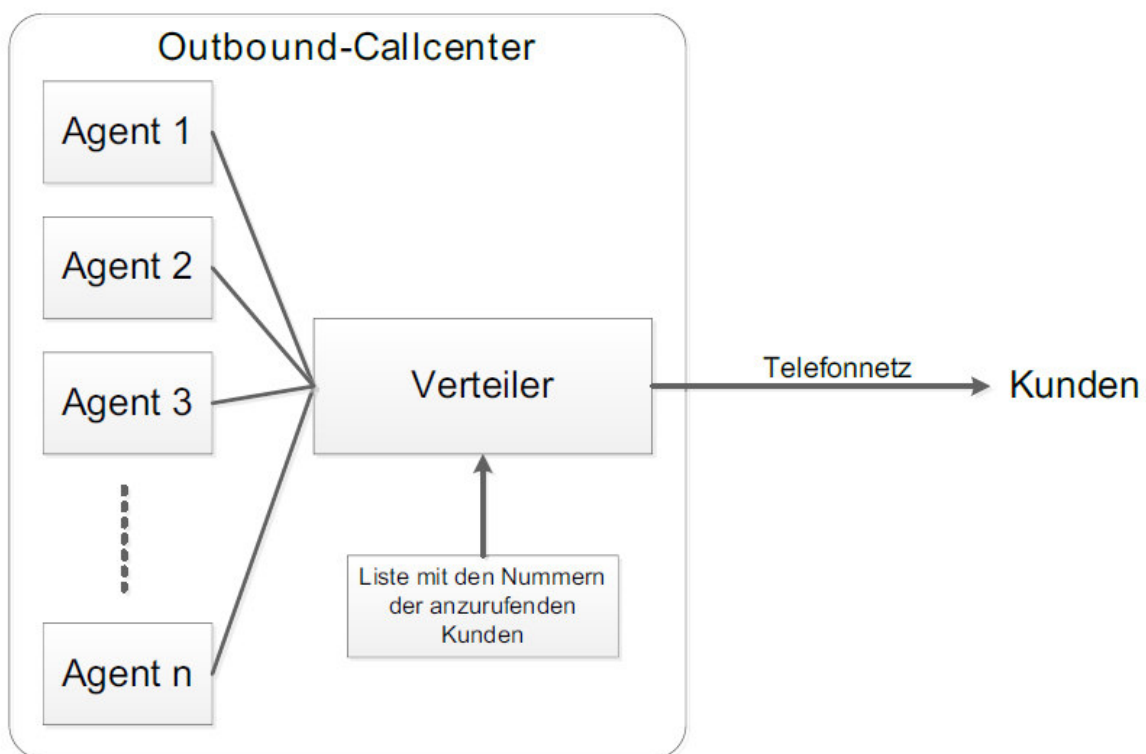 Outbound-Callcenter
Agent 1
Agent 2
Agent 3
Agent n
Verteiler
Liste mit den Nummern
der anzurufenden
Kunden
Telefonnetz
Kunden